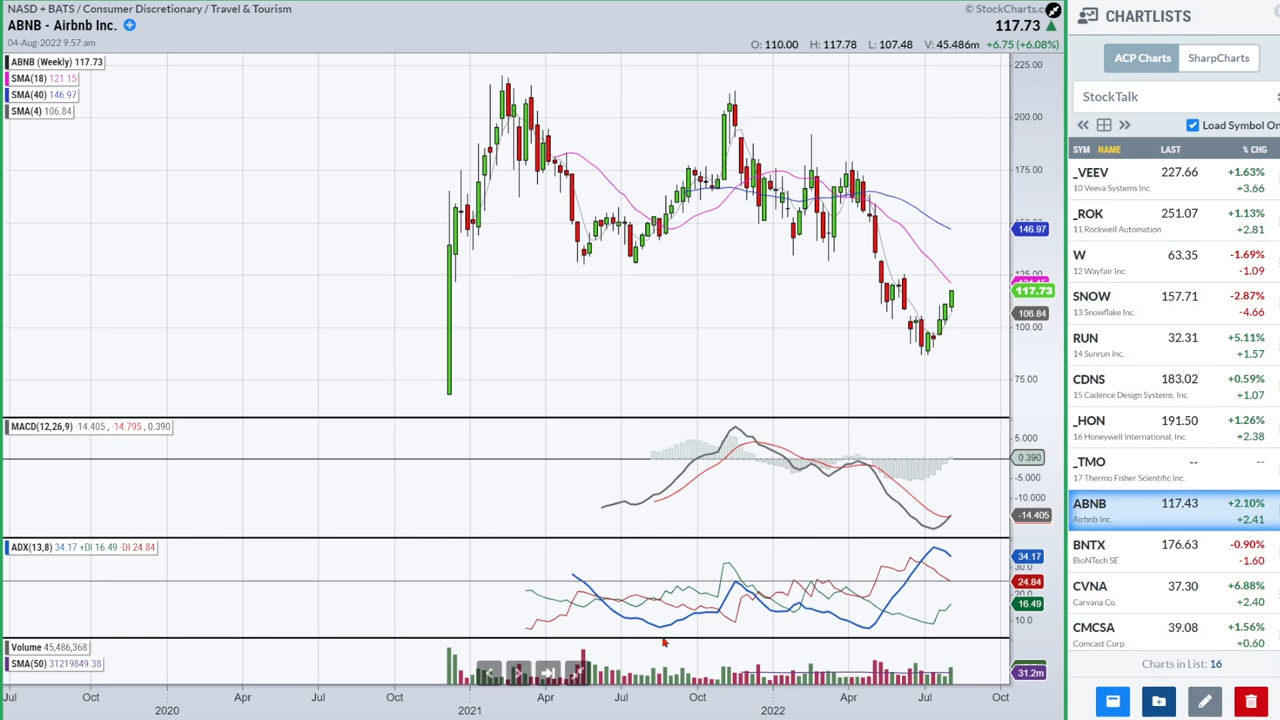 NASD + BATS / Consumer Discretionary / Travel & Tourism
© StockCharts.c
ABNB - Airbnb Inc.
117.73
04-Aug-2022 9:57:am
O: 110.00 H: 117.78 L: 107.48 V: 45.486m +6.75 (+6.08%)
ABNB (Weekly) 117.73
SMA(18) 121.15
SMA(40) 146.97
SMA(4) 106.84
225.00
200.00
175.00
146.97
125.00
117.73
106.84
100.00
75.00
MACD(12,26,9) -14.405, -14.795, 0.390
5.000
0.390
-5.000
-10.000
-14.405
ADX(13,8) 34.17 +DI 16.49 -DI 24.84
34.17
30.0
24.84
20.0
16.49
10.0
Volume 45,486,368
SMA(50) 31219849.38
31.2m
Jul Oct Apr Jul Oct Apr Jul Oct Apr Jul Oct
2020 2021 2022
CHARTLISTS
ACP Charts SharpCharts
StockTalk
Load Symbol On
SYM NAME LAST % CHG
_VEEV 227.66 +1.63%
10 Veeva Systems Inc. +3.66
_ROK 251.07 +1.13%
11 Rockwell Automation +2.81
W 63.35 -1.69%
12 Wayfair Inc. -1.09
SNOW 157.71 -2.87%
13 Snowflake Inc. -4.66
RUN 32.31 +5.11%
14 Sunrun Inc. +1.57
CDNS 183.02 +0.59%
15 Cadence Design Systems, Inc. +1.07
_HON 191.50 +1.26%
16 Honeywell International, Inc. +2.38
_TMO -- --
17 Thermo Fisher Scientific Inc.
ABNB 117.43 +2.10%
Airbnb Inc. +2.41
BNTX 176.63 -0.90%
BioNTech SE -1.60
CVNA 37.30 +6.88%
Carvana Co. +2.40
CMCSA 39.08 +1.56%
Comcast Corp. +0.60
Charts in List: 16